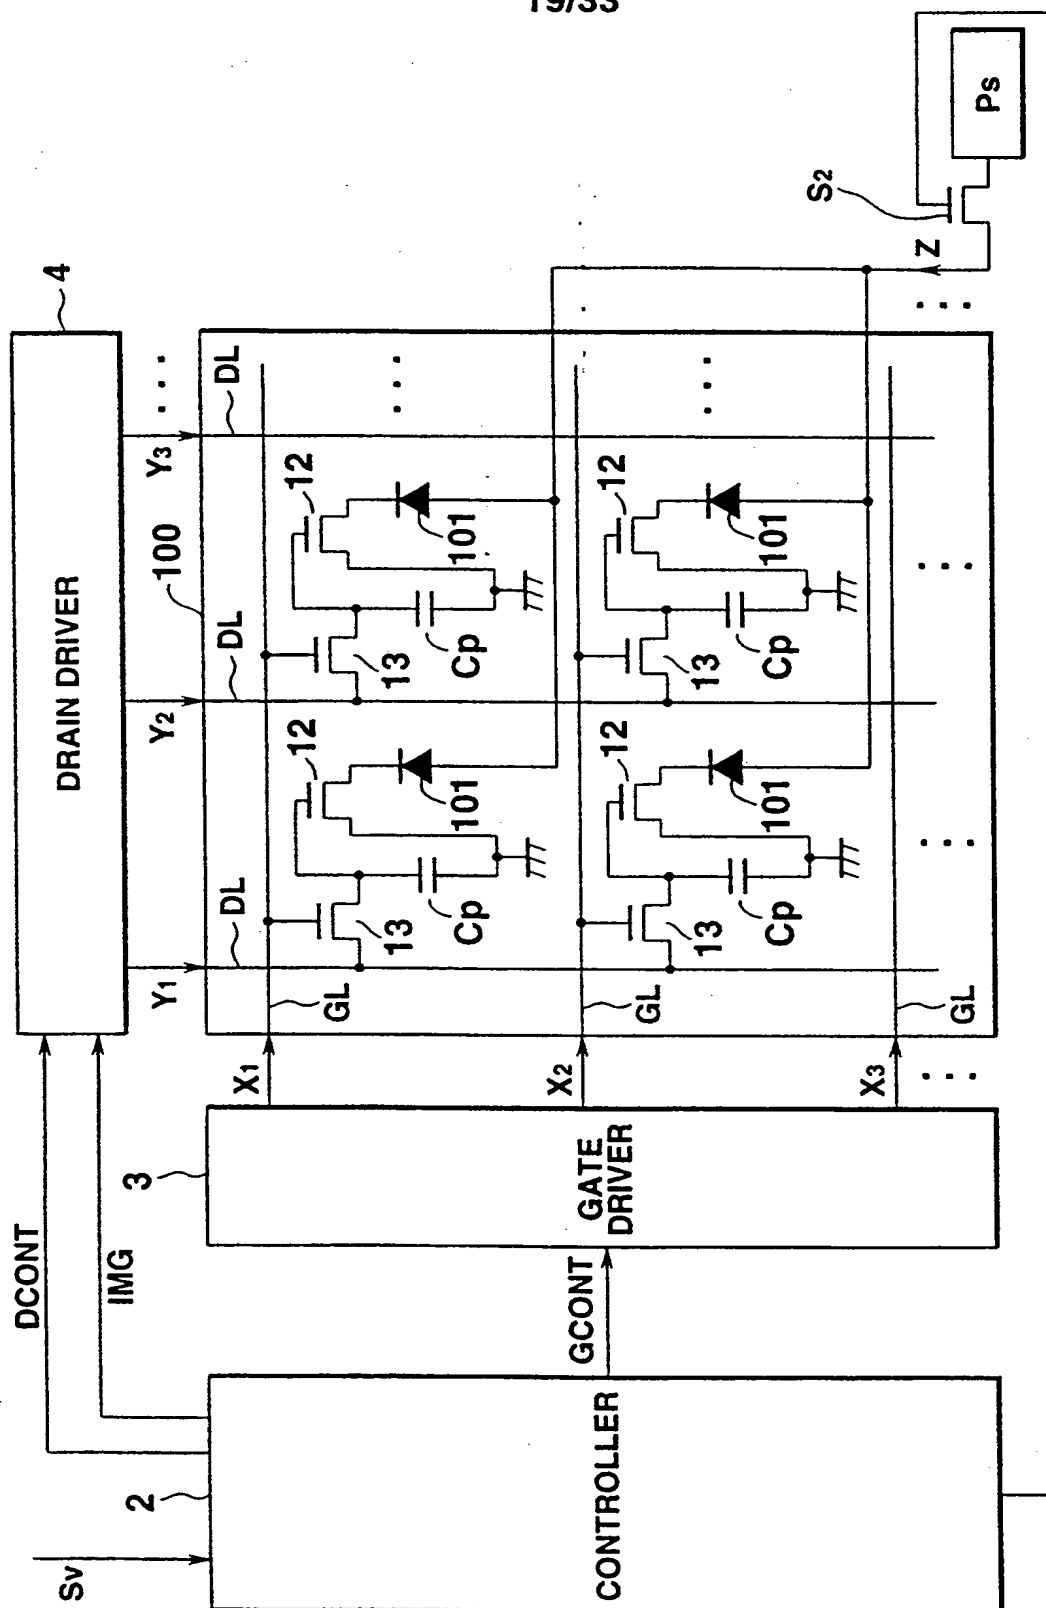 19/33
Ps
S2
Z
4
DRAIN DRIVER
Y1
Y2
Y3
. . .
100
DL
DL
DL
12
12
101
101
13
13
Cp
Cp
. . .
12
12
101
101
13
13
Cp
Cp
. . .
GL
GL
GL
X1
X2
X3
. . .
3
GATE
DRIVER
DCONT
IMG
GCONT
2
CONTROLLER
Sv